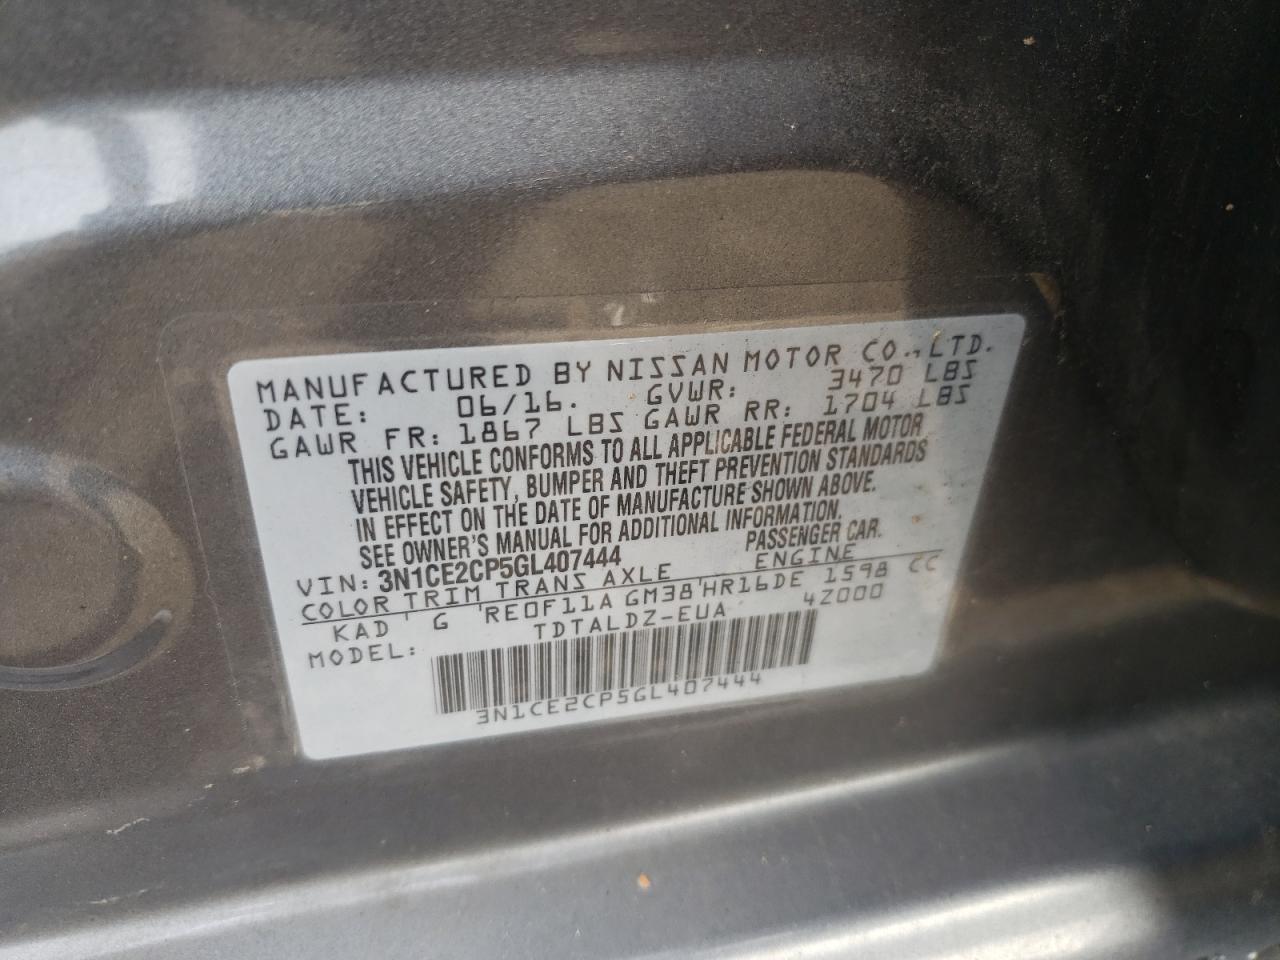 MANUFACTURED BY NISSAN MOTOR CO., LTD.
DATE: 06/16. GVWR: 3470 LBS
GAWR FR: 1867 LBS GAWR RR: 1704 LBS
THIS VEHICLE CONFORMS TO ALL APPLICABLE FEDERAL MOTOR
VEHICLE SAFETY, BUMPER AND THEFT PREVENTION STANDARDS
IN EFFECT ON THE DATE OF MANUFACTURE SHOWN ABOVE.
SEE OWNER'S MANUAL FOR ADDITIONAL INFORMATION.
VIN: 3N1CE2CP5GL407444 PASSENGER CAR.
COLOR TRIM TRANS AXLE ENGINE
KAD G RE0F11A GM38 HR16DE 1598 CC
MODEL: TDTALDZ-EUA 4Z000
3N1CE2CP5GL407444